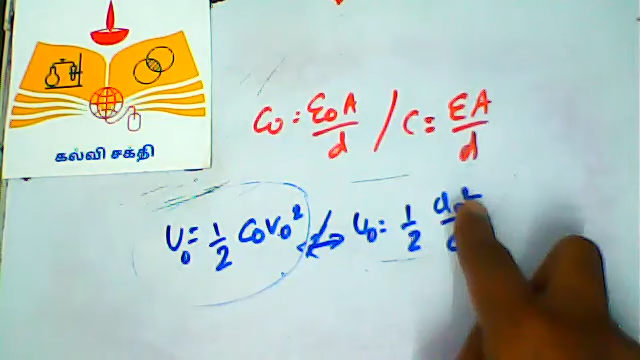 கல்வி சக்தி
C₀ = ε₀A/d / C = εA/d
U₀ = 1/2 C₀V₀² ↔ U₀ = 1/2